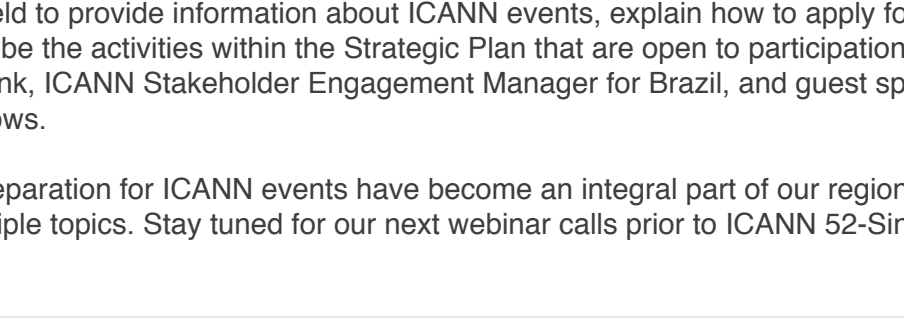 eld to provide information about ICANN events, explain how to apply fo
be the activities within the Strategic Plan that are open to participation
nk, ICANN Stakeholder Engagement Manager for Brazil, and guest sp
ows.
eparation for ICANN events have become an integral part of our region
iple topics. Stay tuned for our next webinar calls prior to ICANN 52-Sin